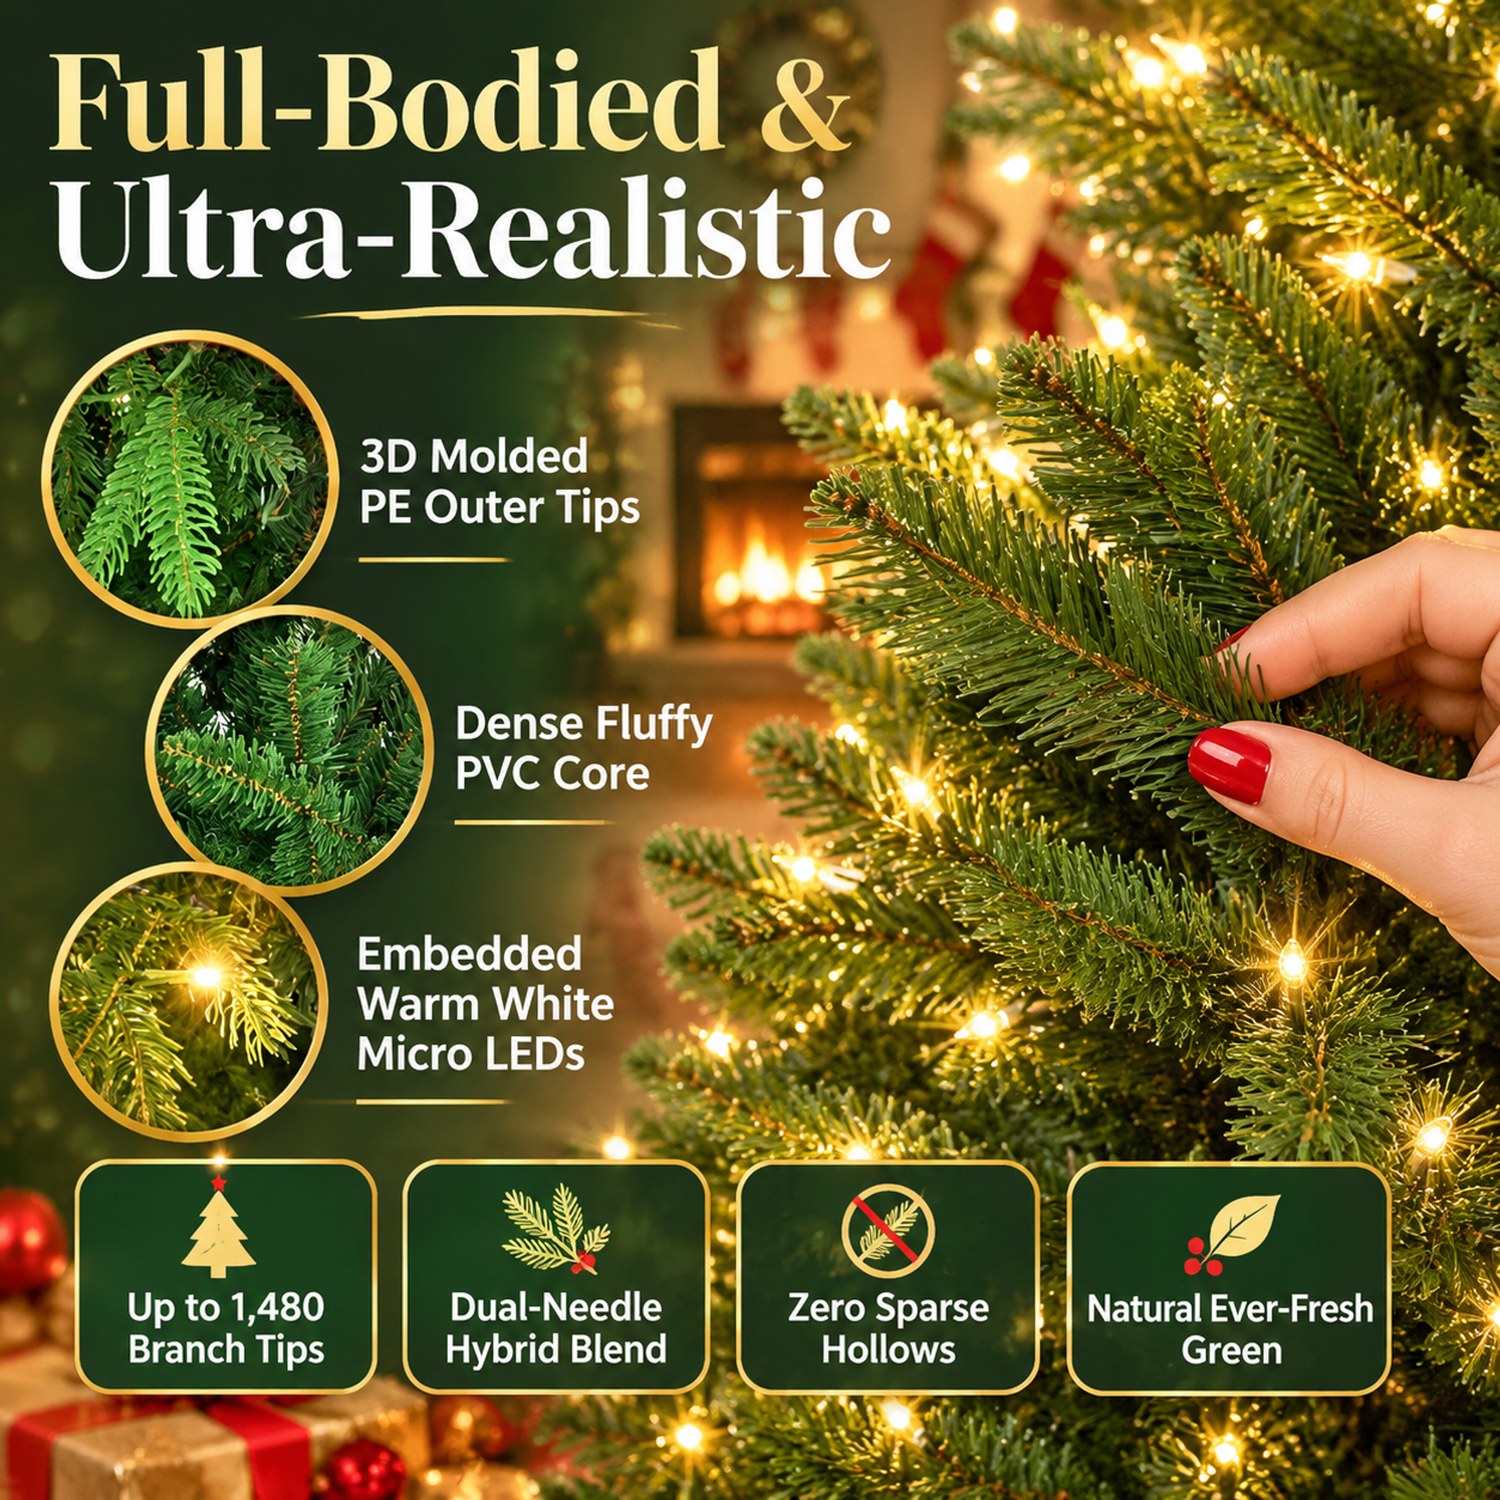 Full-Bodied &
Ultra-Realistic
3D Molded
PE Outer Tips
Dense Fluffy
PVC Core
Embedded
Warm White
Micro LEDs
Up to 1,480
Branch Tips
Dual-Needle
Hybrid Blend
Zero Sparse
Hollows
Natural Ever-Fresh
Green